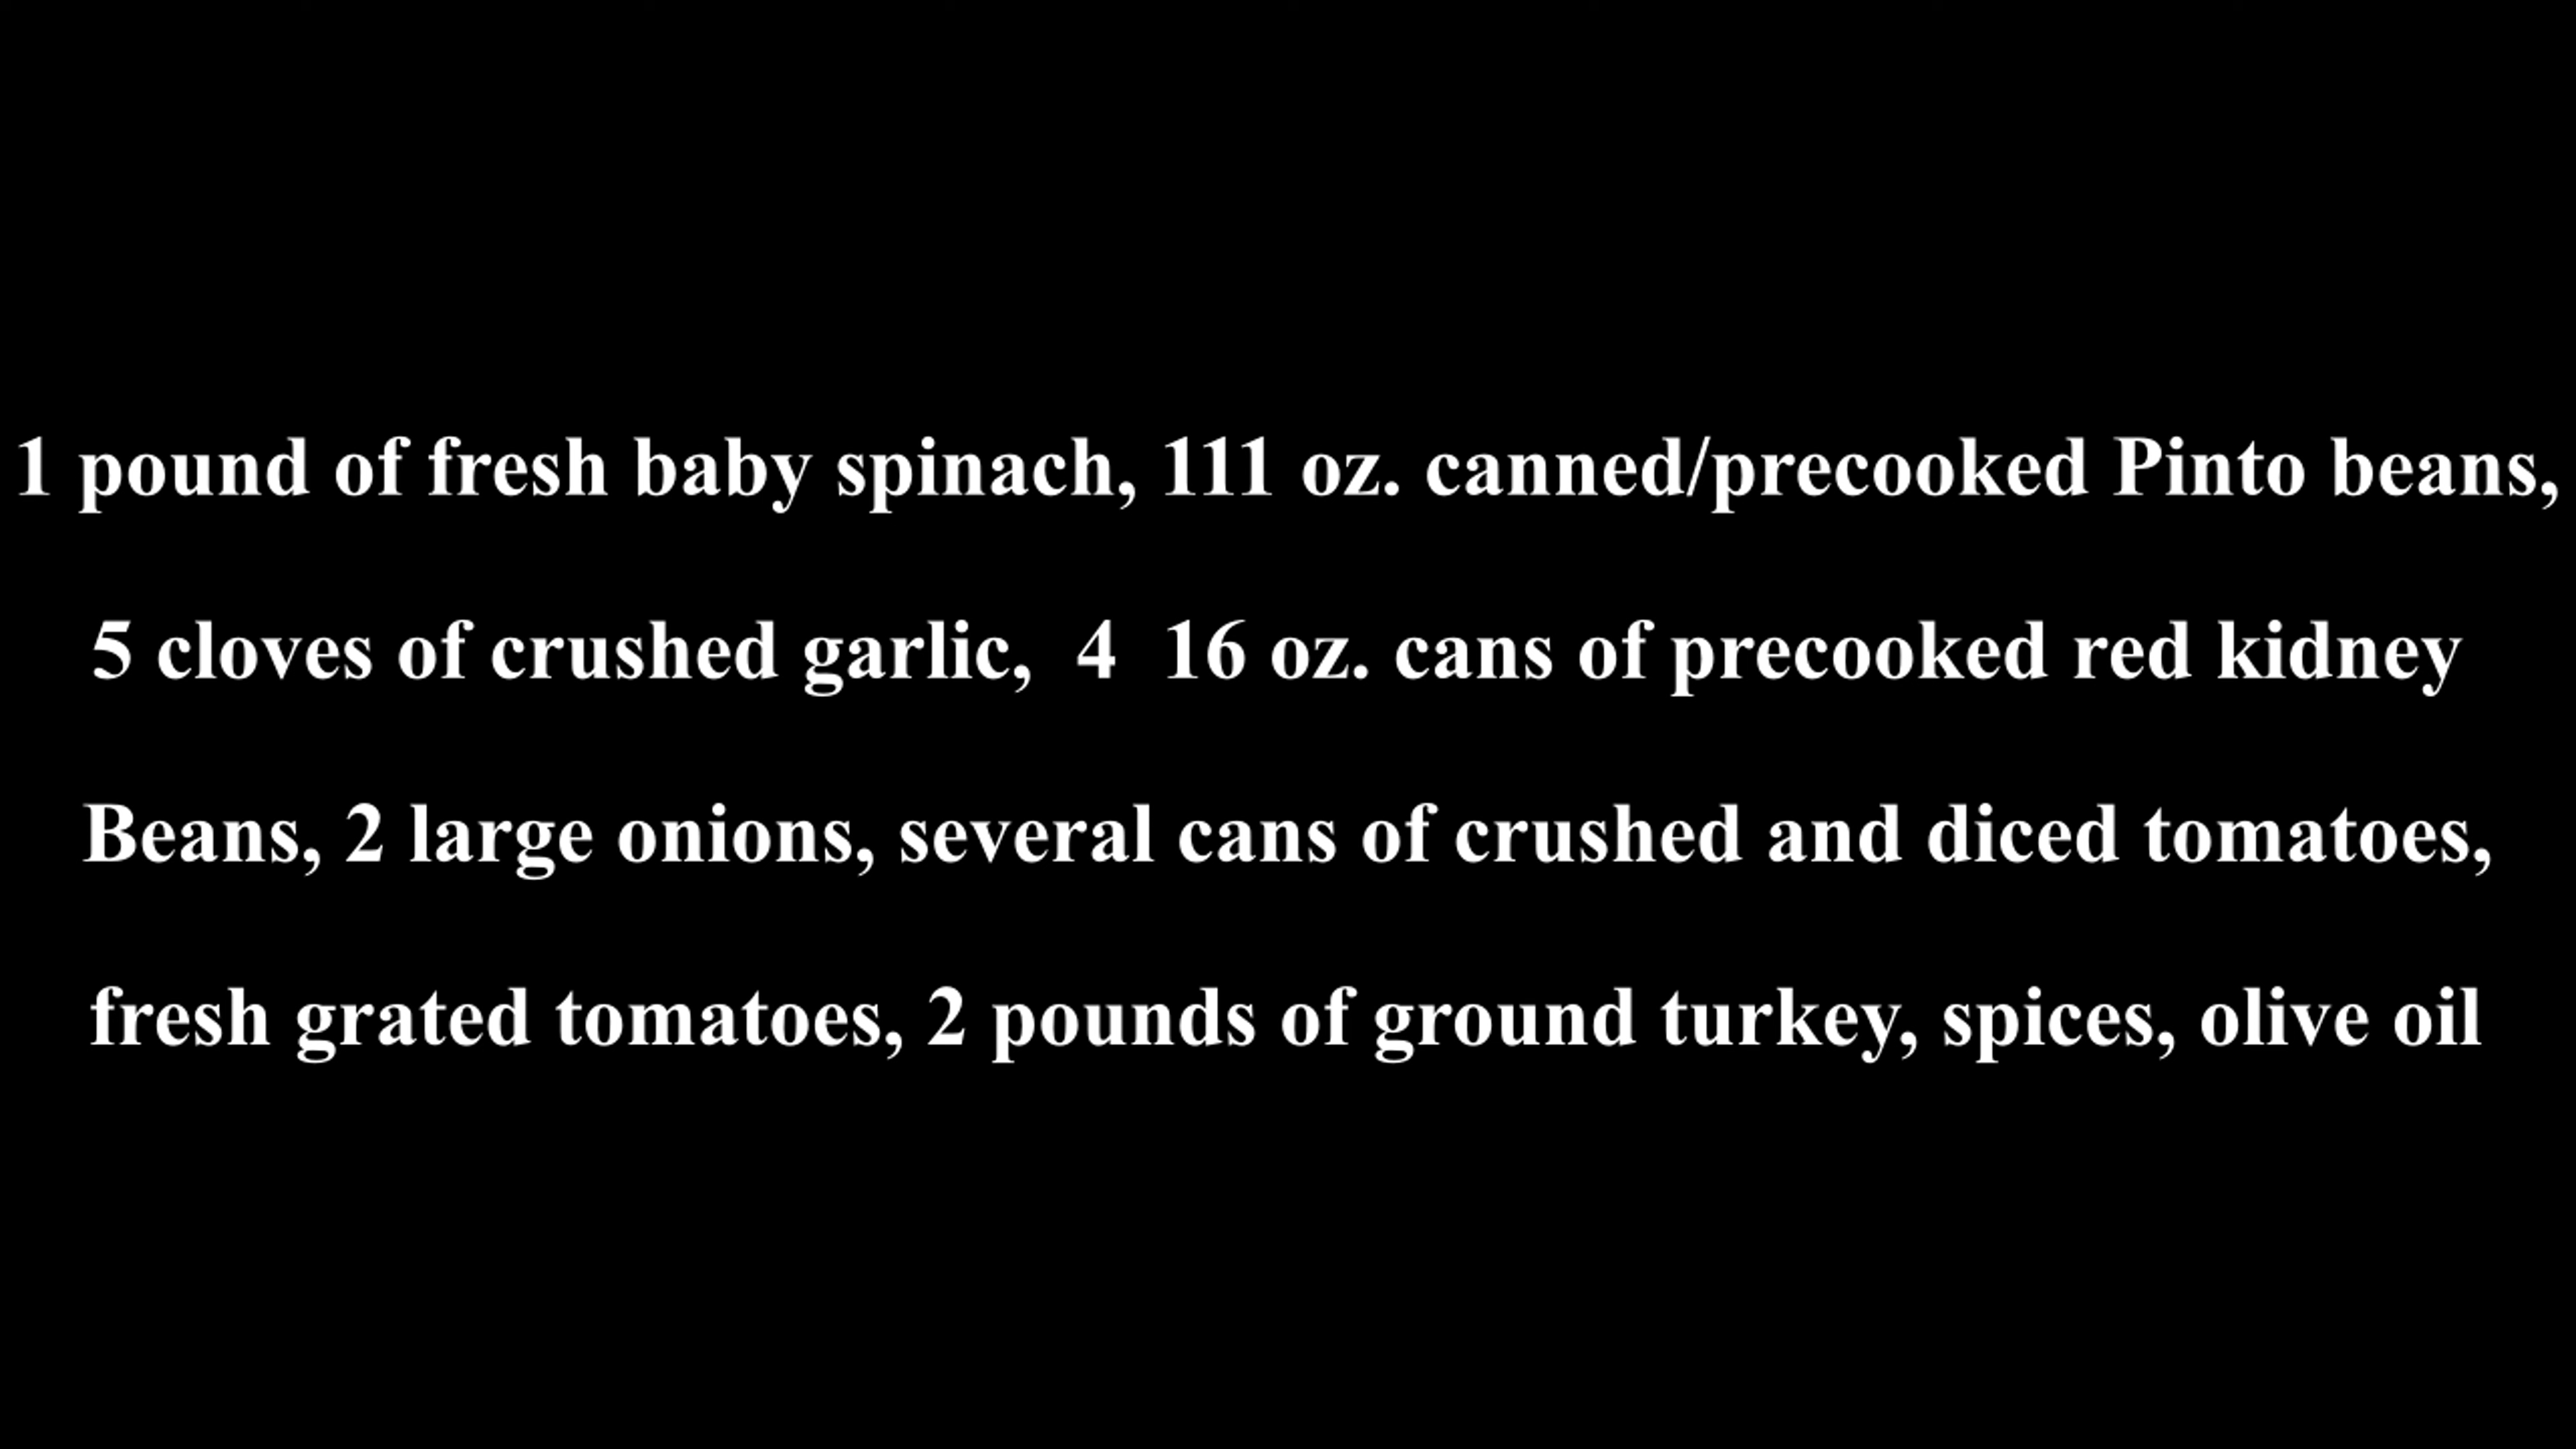 1 pound of fresh baby spinach, 111 oz. canned/precooked Pinto beans,
5 cloves of crushed garlic,  4  16 oz. cans of precooked red kidney
Beans, 2 large onions, several cans of crushed and diced tomatoes,
fresh grated tomatoes, 2 pounds of ground turkey, spices, olive oil